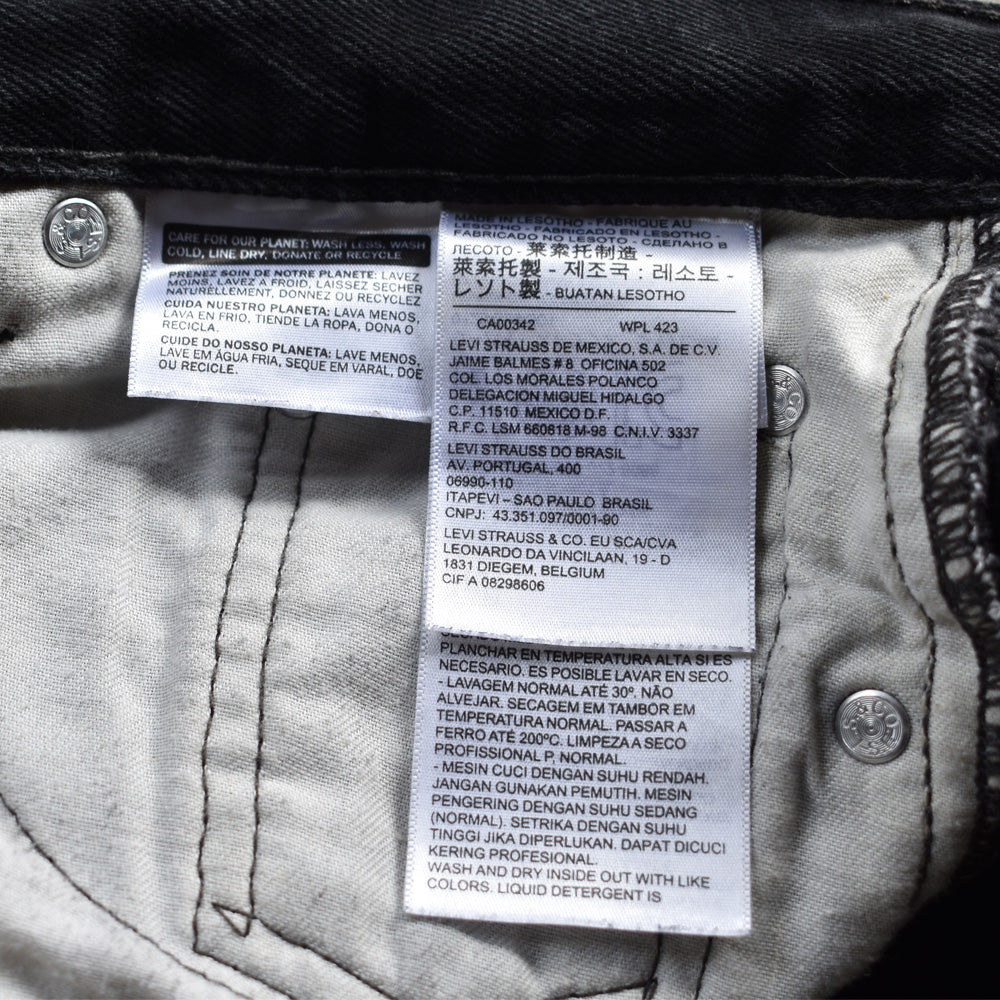 CARE FOR OUR PLANET: WASH LESS, WASH
COLD, LINE DRY, DONATE OR RECYCLE
PRENEZ SOIN DE NOTRE PLANETE: LAVEZ
MOINS, LAVEZ A FROID, LAISSEZ SECHER
NATURELLEMENT, DONNEZ OU RECYCLEZ
CUIDA NUESTRO PLANETA: LAVA MENOS,
LAVA EN FRIO, TIENDE LA ROPA, DONA O
RECICLA.
CUIDE DO NOSSO PLANETA: LAVE MENOS,
LAVE EM ÁGUA FRIA, SEQUE EM VARAL, DOE
OU RECICLE.
MADE IN LESOTHO - FABRIQUE AU
LESOTHO - FABRICADO EN LESOTHO -
FABRICADO NO LESOTO - СДЕЛАНО В
ЛЕСОТО - 莱索托制造 -
萊索托製 - 제조국 : 레소토 -
レソト製 - BUATAN LESOTHO
CA00342 WPL 423
LEVI STRAUSS DE MEXICO, S.A. DE C.V.
JAIME BALMES # 8 OFICINA 502
COL. LOS MORALES POLANCO
DELEGACION MIGUEL HIDALGO
C.P. 11510 MEXICO D.F.
R.F.C. LSM 660818 M-98 C.N.I.V. 3337
LEVI STRAUSS DO BRASIL
AV. PORTUGAL, 400
06990-110
ITAPEVI – SAO PAULO BRASIL
CNPJ: 43.351.097/0001-90
LEVI STRAUSS & CO. EU SCA/CVA
LEONARDO DA VINCILAAN, 19 - D
1831 DIEGEM, BELGIUM
CIF A 08298606
PLANCHAR EN TEMPERATURA ALTA SI ES
NECESARIO. ES POSIBLE LAVAR EN SECO.
- LAVAGEM NORMAL ATÉ 30º. NÃO
ALVEJAR. SECAGEM EM TAMBOR EM
TEMPERATURA NORMAL. PASSAR A
FERRO ATÉ 200ºC. LIMPEZA A SECO
PROFISSIONAL P, NORMAL.
- MESIN CUCI DENGAN SUHU RENDAH.
JANGAN GUNAKAN PEMUTIH. MESIN
PENGERING DENGAN SUHU SEDANG
(NORMAL). SETRIKA DENGAN SUHU
TINGGI JIKA DIPERLUKAN. DAPAT DICUCI
KERING PROFESIONAL.
WASH AND DRY INSIDE OUT WITH LIKE
COLORS. LIQUID DETERGENT IS